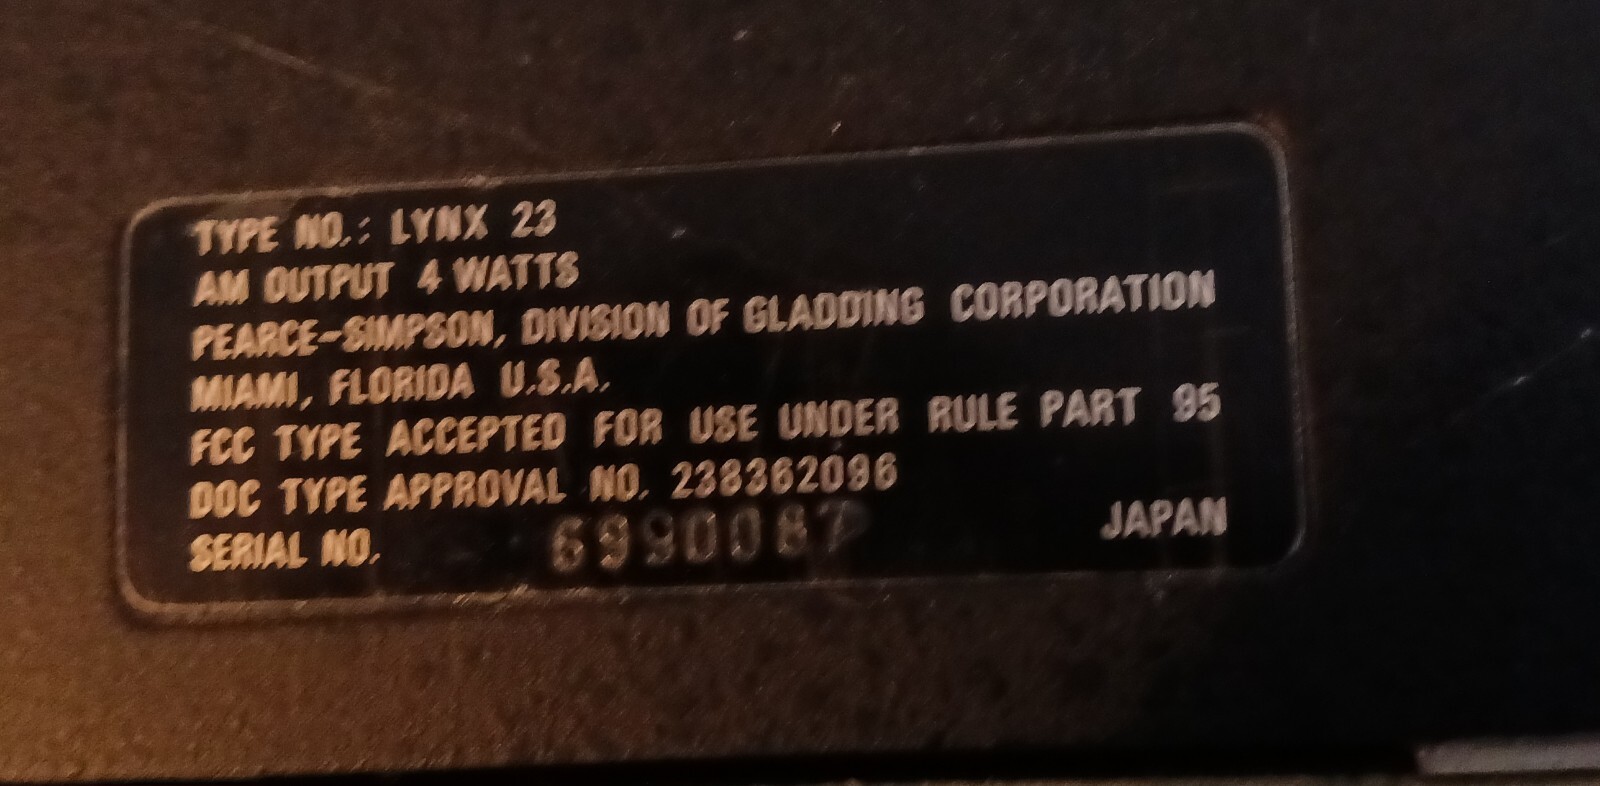 TYPE NO.: LYNX 23
AM OUTPUT 4 WATTS
PEARCE-SIMPSON, DIVISION OF GLADDING CORPORATION
MIAMI, FLORIDA U.S.A.
FCC TYPE ACCEPTED FOR USE UNDER RULE PART 95
DOC TYPE APPROVAL NO. 238362096
SERIAL NO. 6990087 JAPAN